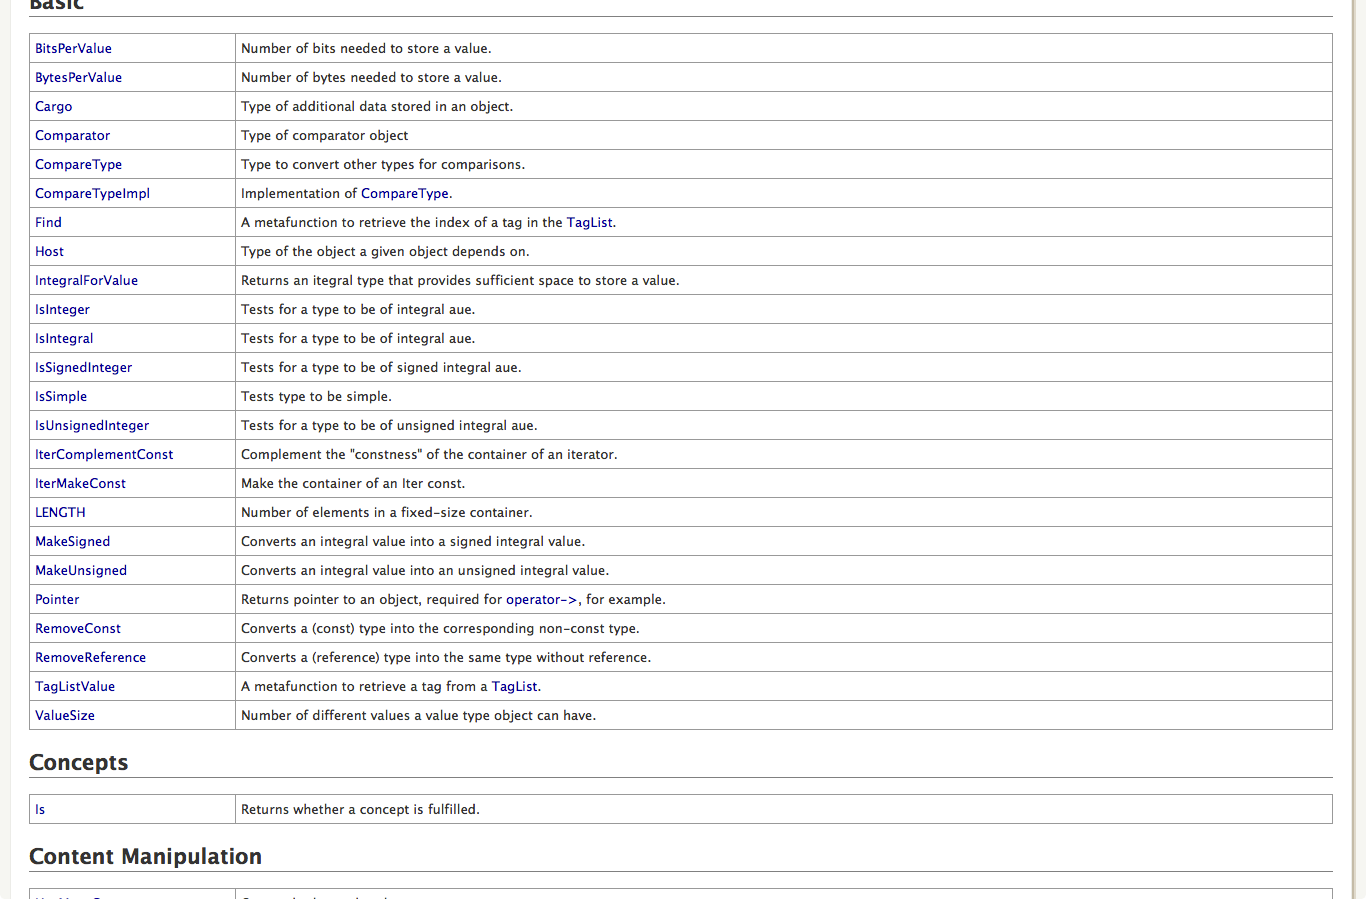 Basic
BitsPerValue Number of bits needed to store a value.
BytesPerValue Number of bytes needed to store a value.
Cargo Type of additional data stored in an object.
Comparator Type of comparator object
CompareType Type to convert other types for comparisons.
CompareTypeImpl Implementation of CompareType.
Find A metafunction to retrieve the index of a tag in the TagList.
Host Type of the object a given object depends on.
IntegralForValue Returns an itegral type that provides sufficient space to store a value.
IsInteger Tests for a type to be of integral aue.
IsIntegral Tests for a type to be of integral aue.
IsSignedInteger Tests for a type to be of signed integral aue.
IsSimple Tests type to be simple.
IsUnsignedInteger Tests for a type to be of unsigned integral aue.
IterComplementConst Complement the "constness" of the container of an iterator.
IterMakeConst Make the container of an Iter const.
LENGTH Number of elements in a fixed-size container.
MakeSigned Converts an integral value into a signed integral value.
MakeUnsigned Converts an integral value into an unsigned integral value.
Pointer Returns pointer to an object, required for operator->, for example.
RemoveConst Converts a (const) type into the corresponding non-const type.
RemoveReference Converts a (reference) type into the same type without reference.
TagListValue A metafunction to retrieve a tag from a TagList.
ValueSize Number of different values a value type object can have.
Concepts
Is Returns whether a concept is fulfilled.
Content Manipulation